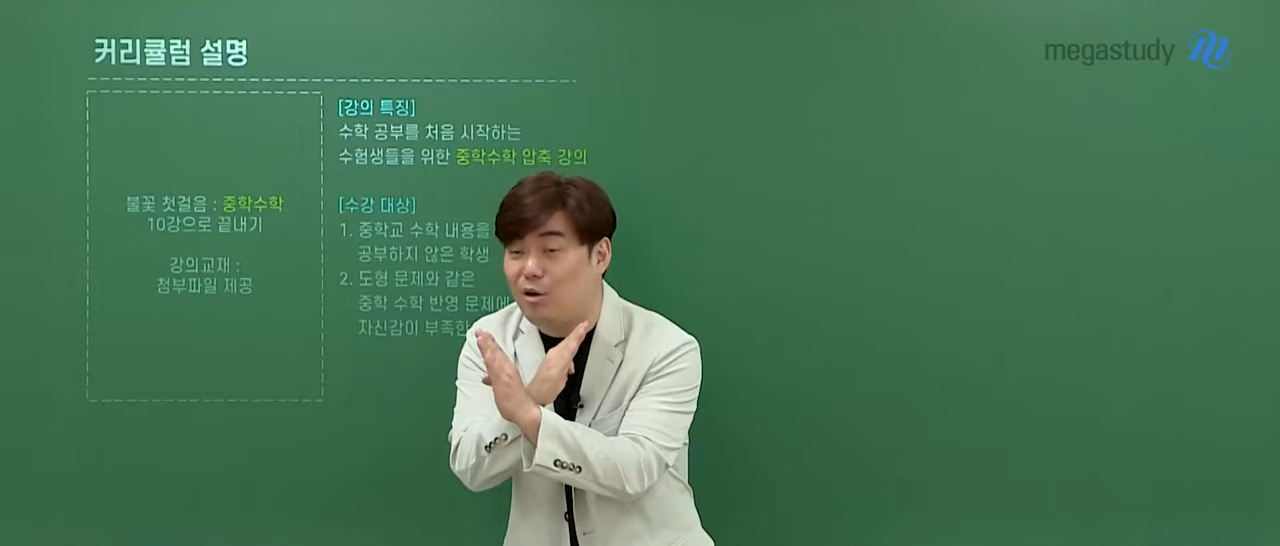 커리큘럼 설명
megastudy
불꽃 첫걸음 : 중학수학
10강으로 끝내기
강의교재 :
첨부파일 제공
[강의 특징]
수학 공부를 처음 시작하는
수험생들을 위한 중학수학 압축 강의
[수강 대상]
1. 중학교 수학 내용을
공부하지 않은 학생
2. 도형 문제와 같은
중학 수학 반영 문제에
자신감이 부족한